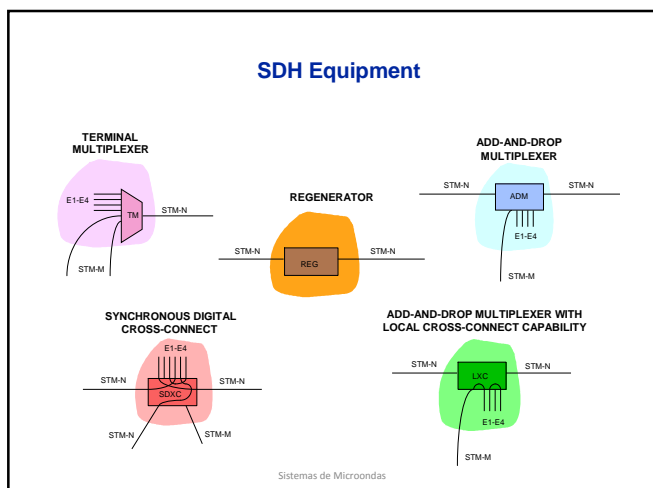 SDH Equipment
TERMINAL
MULTIPLEXER
E1-E4
TM
STM-N
STM-M
REGENERATOR
STM-N
STM-N
REG
ADD-AND-DROP
MULTIPLEXER
STM-N
STM-N
ADM
E1-E4
STM-M
SYNCHRONOUS DIGITAL
CROSS-CONNECT
E1-E4
STM-N
STM-N
SDXC
STM-N
STM-M
ADD-AND-DROP MULTIPLEXER WITH
LOCAL CROSS-CONNECT CAPABILITY
STM-N
STM-N
LXC
E1-E4
STM-M
Sistemas de Microondas